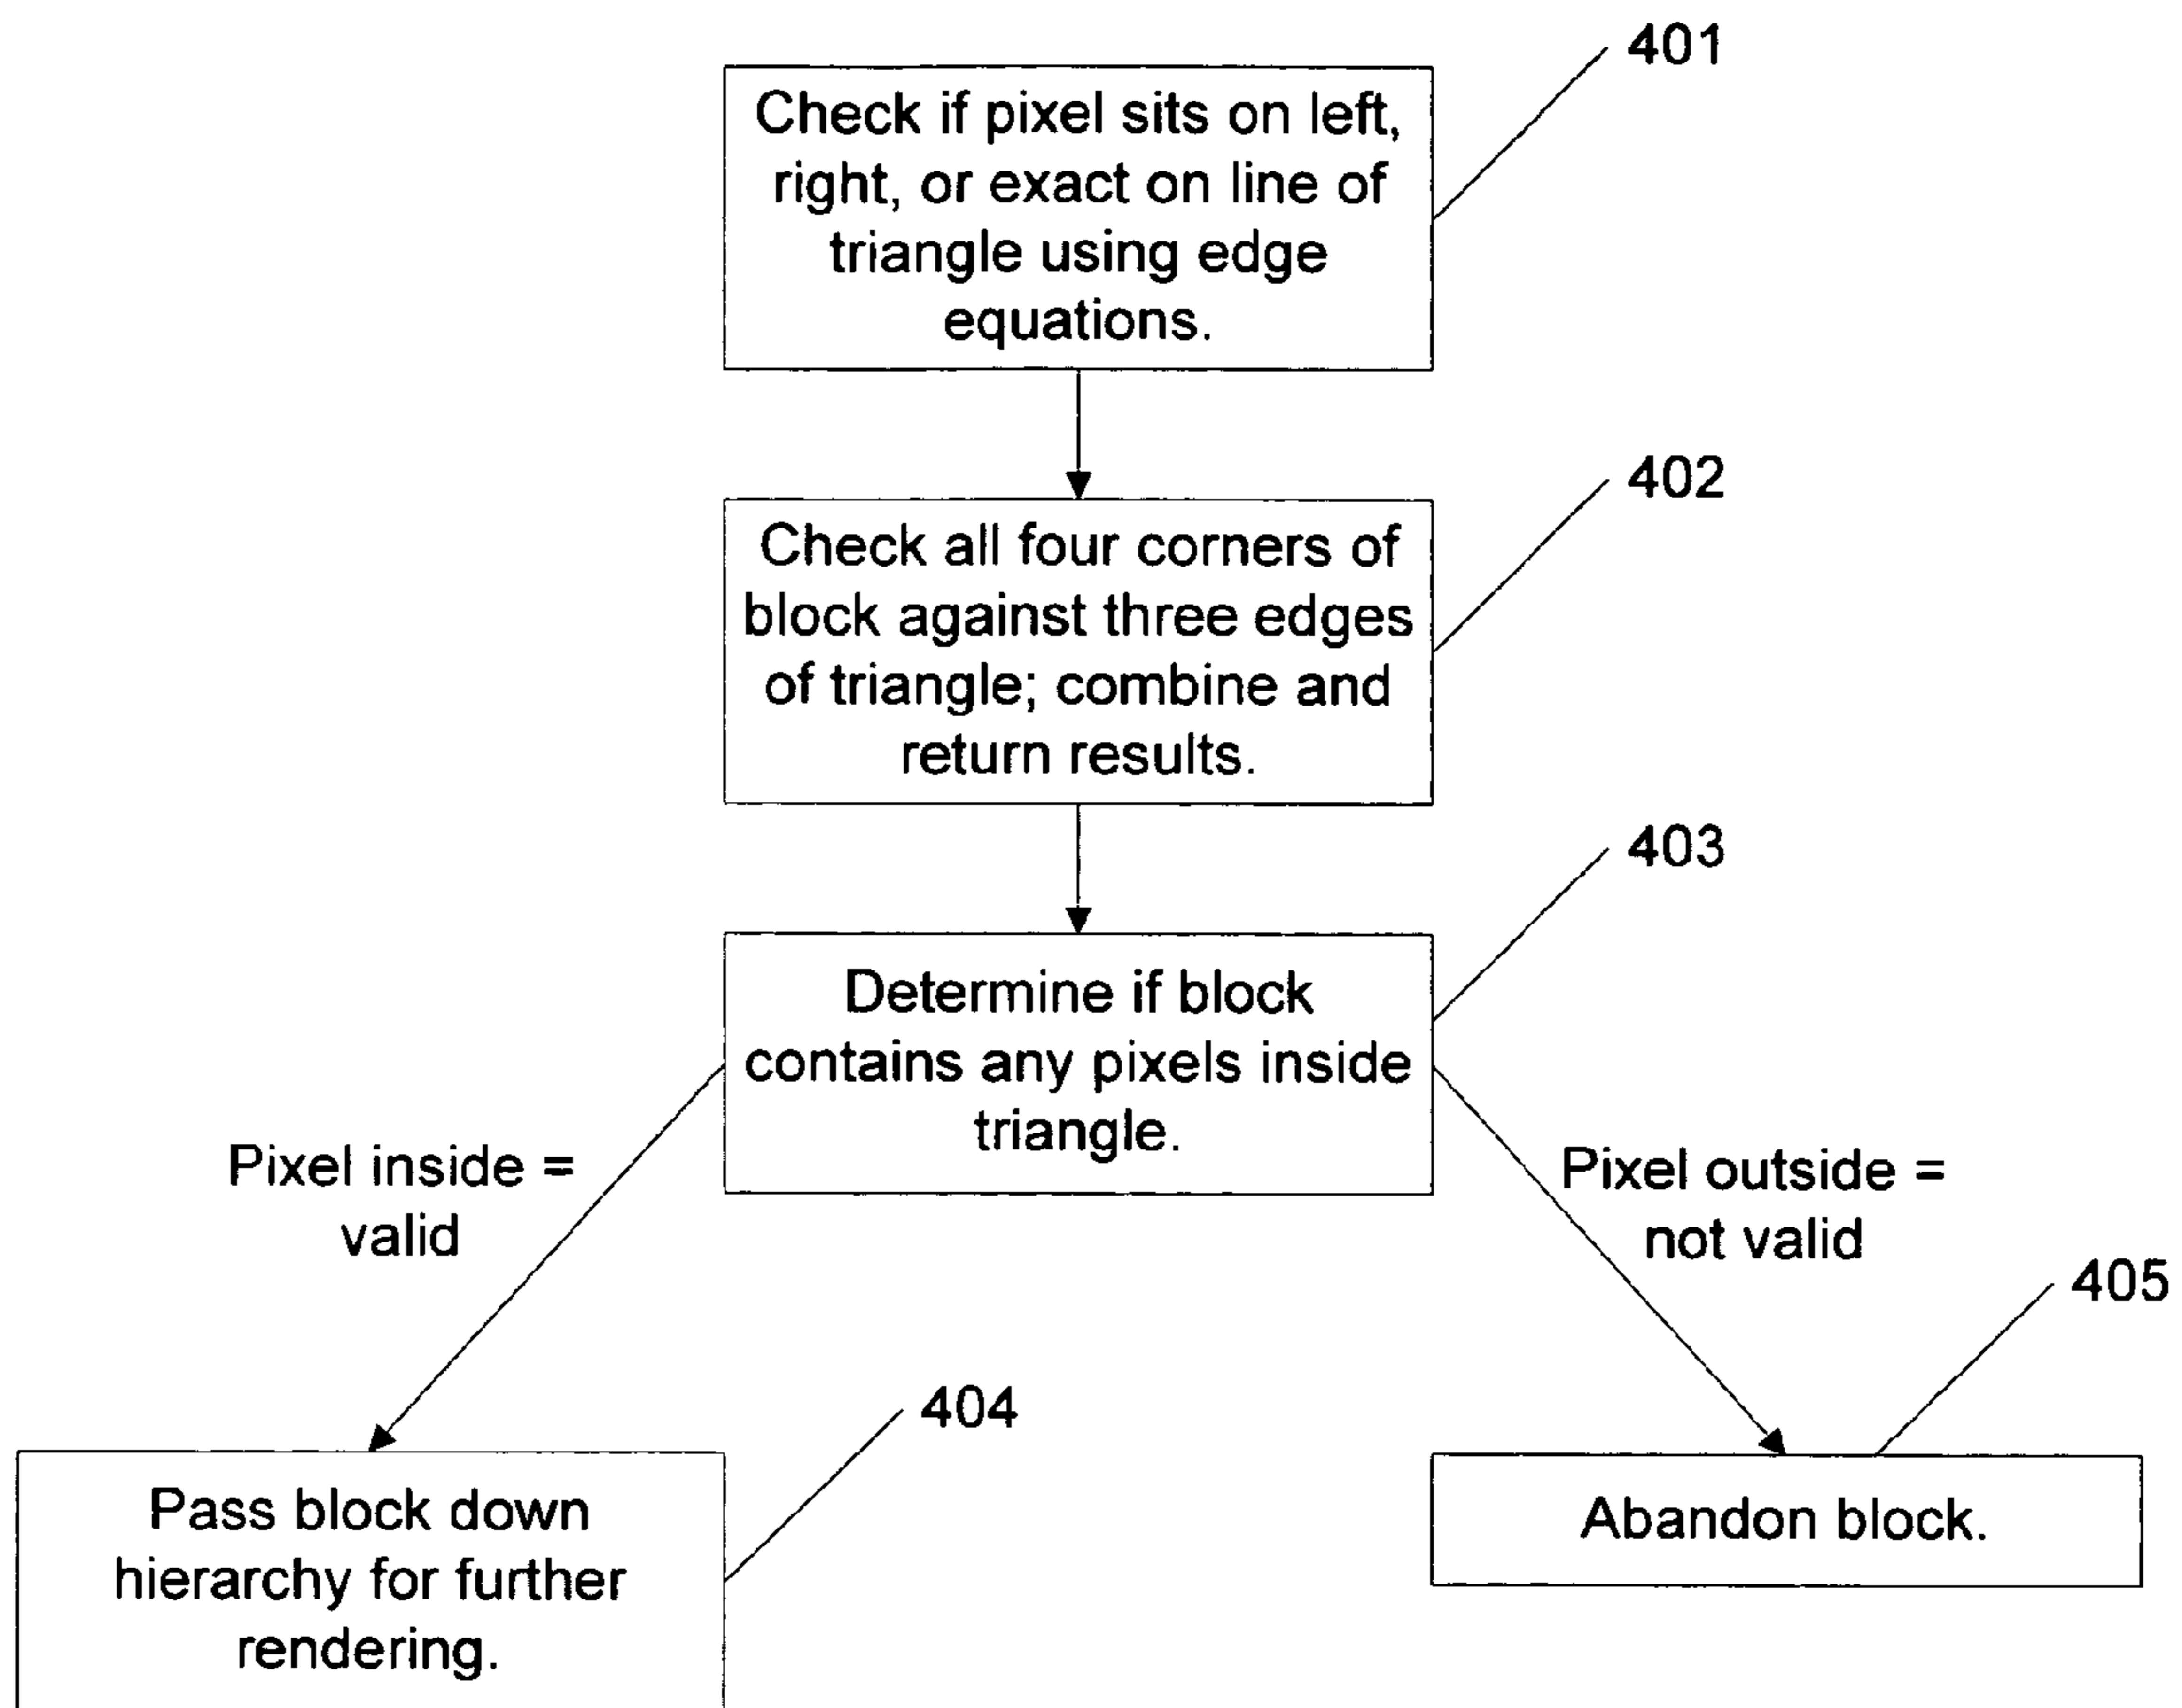 401
Check if pixel sits on left,
right, or exact on line of
triangle using edge
equations.
402
Check all four corners of
block against three edges
of triangle; combine and
return results.
403
Determine if block
contains any pixels inside
triangle.
Pixel inside =
valid
Pixel outside =
not valid
405
404
Pass block down
hierarchy for further
rendering.
Abandon block.